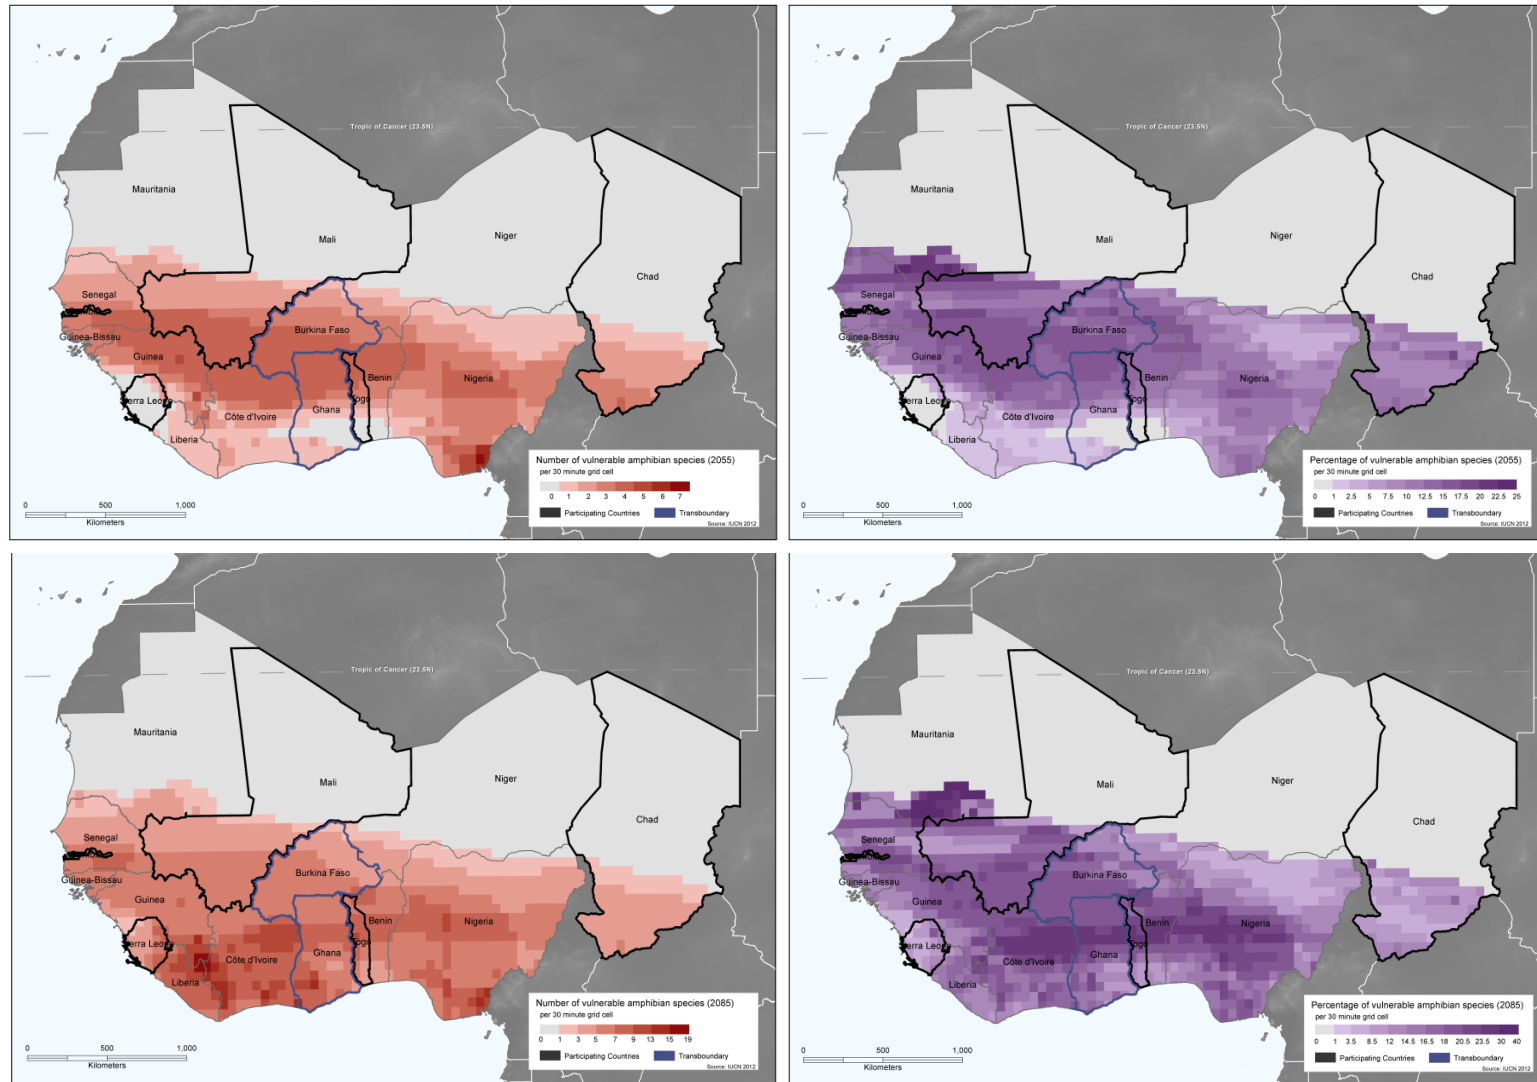 Tropic of Cancer (23.5N)
Mauritania
Mali
Niger
Chad
Senegal
Guinea-Bissau
Burkina Faso
Guinea
Benin
Nigeria
Togo
Ghana
Côte d'Ivoire
Liberia
Number of vulnerable amphibian species (2055)
per 30 minute grid cell
0 1 2 3 4 5 6 7
Participating Countries Transboundary
Source: IUCN 2012
0 500 1,000
Kilometers
Tropic of Cancer (23.5N)
Mauritania
Mali
Niger
Chad
Senegal
Guinea-Bissau
Burkina Faso
Guinea
Benin
Nigeria
Togo
Ghana
Côte d'Ivoire
Liberia
Percentage of vulnerable amphibian species (2055)
per 30 minute grid cell
0 1 2.5 5 7.5 10 12.5 15 17.5 20 22.5 25
Participating Countries Transboundary
Source: IUCN 2012
0 500 1,000
Kilometers
Tropic of Cancer (23.5N)
Mauritania
Mali
Niger
Chad
Senegal
Guinea-Bissau
Burkina Faso
Guinea
Benin
Nigeria
Togo
Ghana
Côte d'Ivoire
Liberia
Number of vulnerable amphibian species (2085)
per 30 minute grid cell
0 1 3 5 7 9 13 15 19
Participating Countries Transboundary
Source: IUCN 2012
0 500 1,000
Kilometers
Tropic of Cancer (23.5N)
Mauritania
Mali
Niger
Chad
Senegal
Guinea-Bissau
Burkina Faso
Guinea
Benin
Nigeria
Togo
Ghana
Côte d'Ivoire
Liberia
Percentage of vulnerable amphibian species (2085)
per 30 minute grid cell
0 1 3.5 8.5 12 14.5 16.5 18 20.5 23.5 30 40
Participating Countries Transboundary
Source: IUCN 2012
0 500 1,000
Kilometers